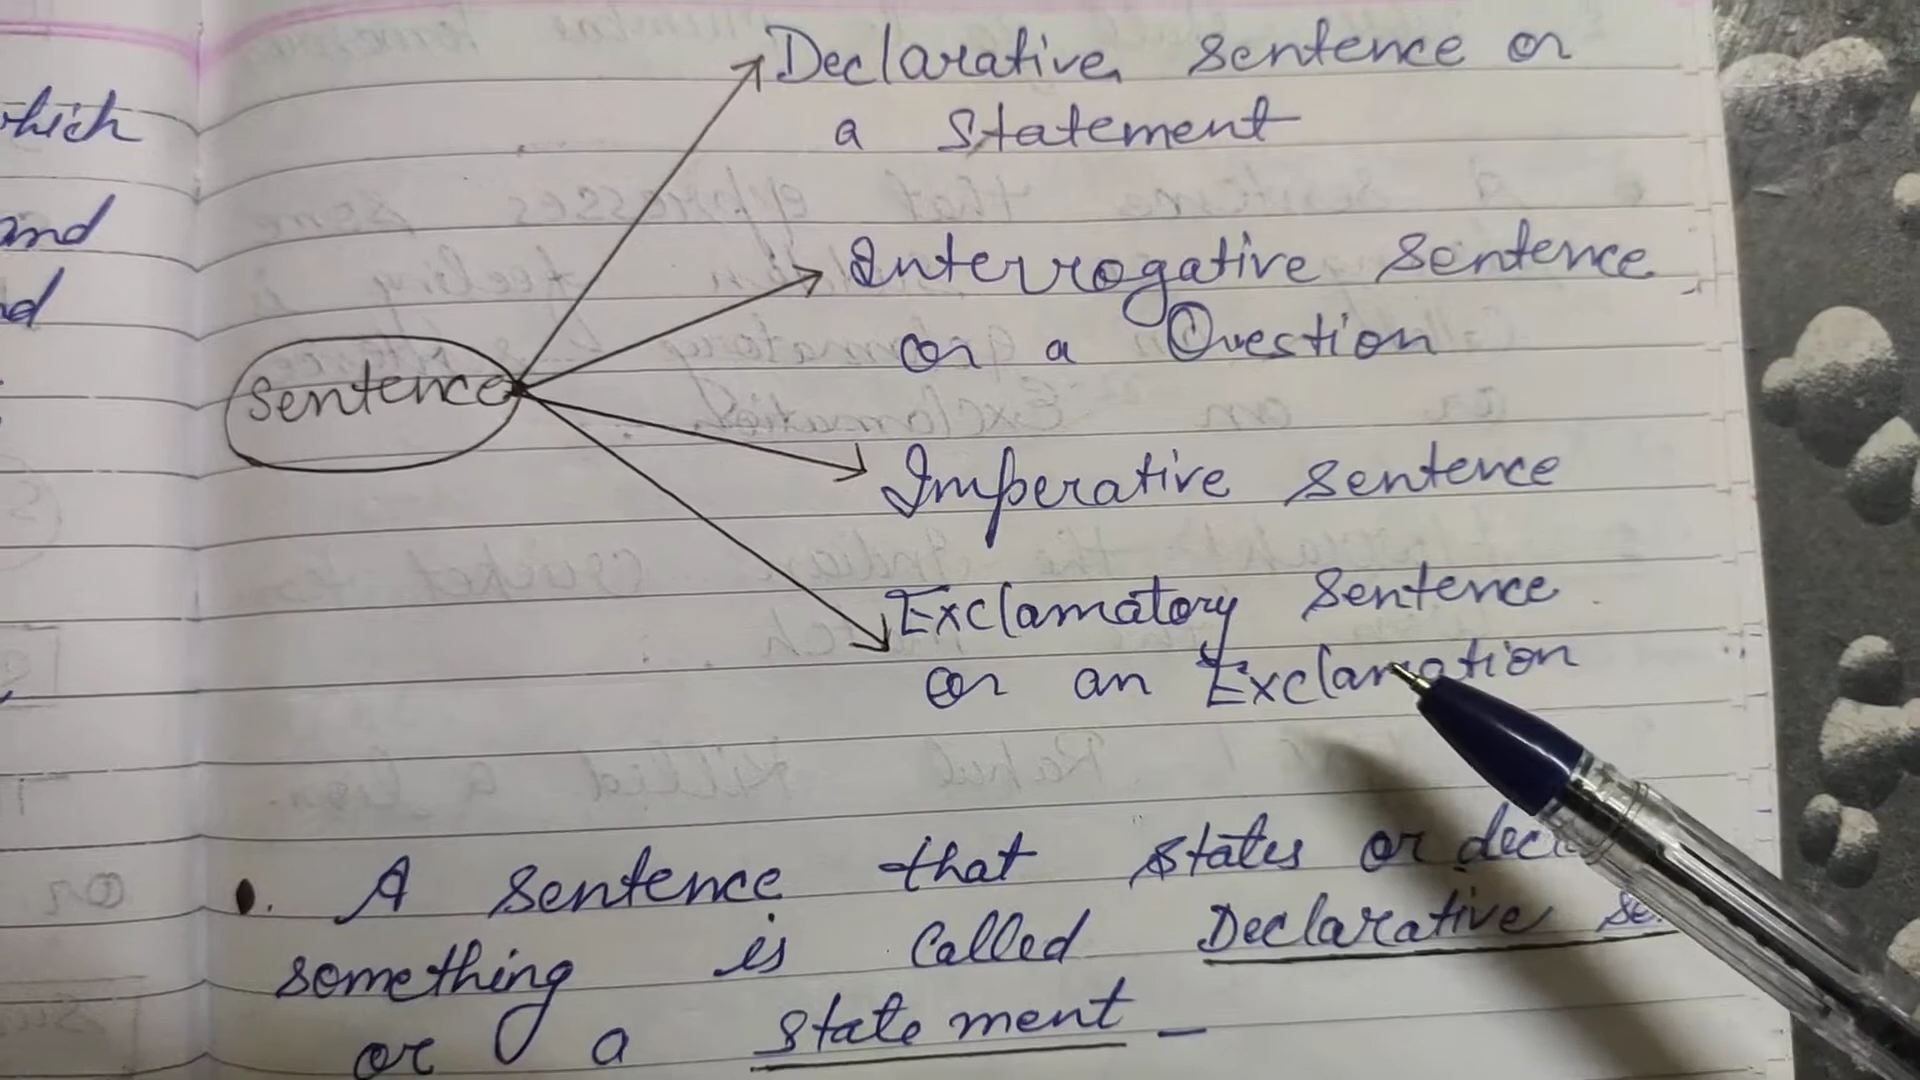 hich
and
Declarative sentence or
a statement
Interrogative sentence
or a Question
Sentence
Imperative sentence
Exclamatory sentence
or an Exclamation
A sentence that states or
something is called Declarative
or a statement